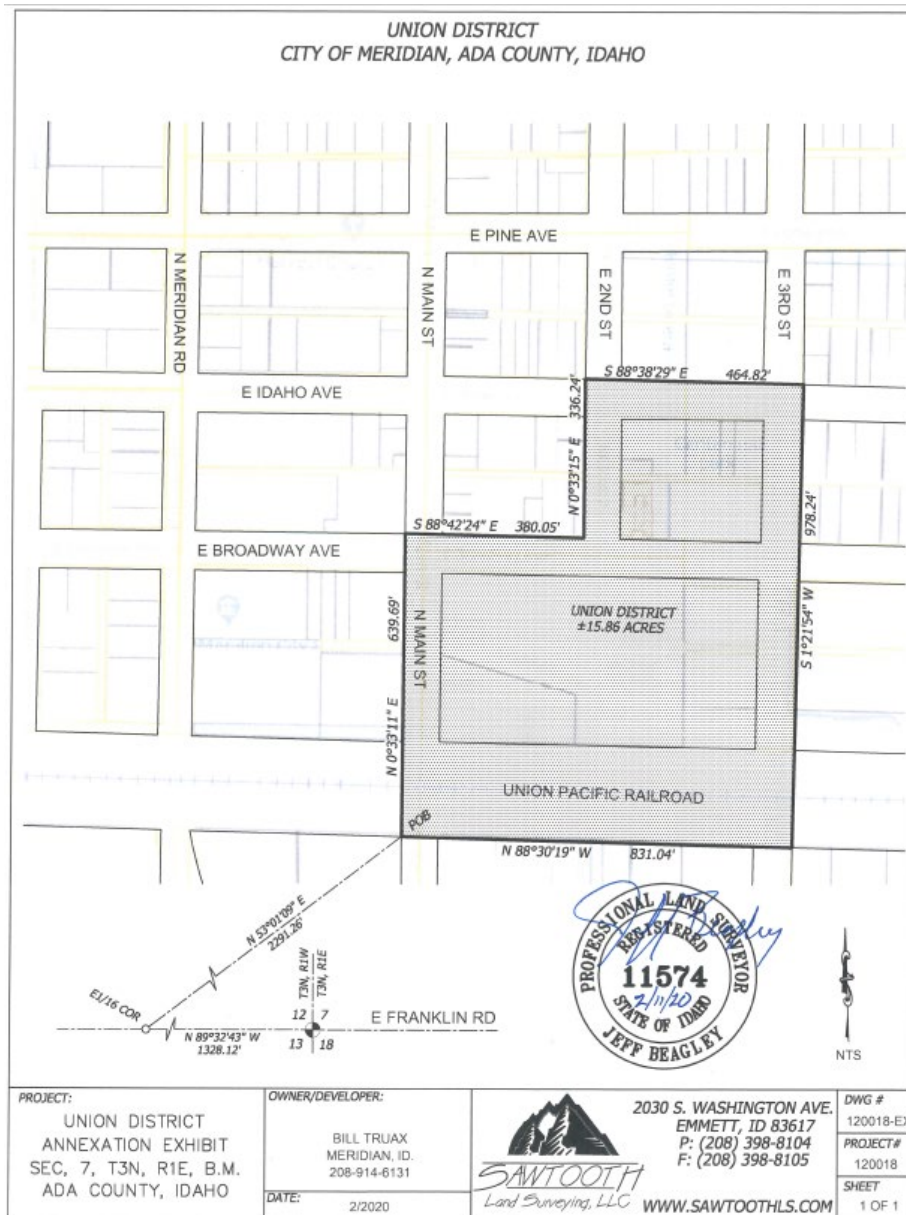 UNION DISTRICT
CITY OF MERIDIAN, ADA COUNTY, IDAHO
E PINE AVE
N MERIDIAN RD
N MAIN ST
E 2ND ST
E 3RD ST
S 88°38'29" E 464.82'
E IDAHO AVE
N 0°33'15" E 336.24'
S 88°42'24" E 380.05'
E BROADWAY AVE
S 1°21'54" W 978.24'
N 0°33'11" E 639.69'
N MAIN ST
UNION DISTRICT
±15.86 ACRES
UNION PACIFIC RAILROAD
POB
N 88°30'19" W 831.04'
N 53°01'09" E
2291.26'
E1/16 COR
T3N, R1W
T3N, R1E
12 7
13 18
E FRANKLIN RD
N 89°32'43" W
1328.12'
PROFESSIONAL LAND SURVEYOR
REGISTERED
11574
2/11/20
STATE OF IDAHO
JEFF BEAGLEY
NTS
PROJECT:
UNION DISTRICT
ANNEXATION EXHIBIT
SEC, 7, T3N, R1E, B.M.
ADA COUNTY, IDAHO
OWNER/DEVELOPER:
BILL TRUAX
MERIDIAN, ID.
208-914-6131
DATE:
2/2020
SAWTOOTH
Land Surveying, LLC
2030 S. WASHINGTON AVE.
EMMETT, ID 83617
P: (208) 398-8104
F: (208) 398-8105
WWW.SAWTOOTHLS.COM
DWG #
120018-EX
PROJECT#
120018
SHEET
1 OF 1